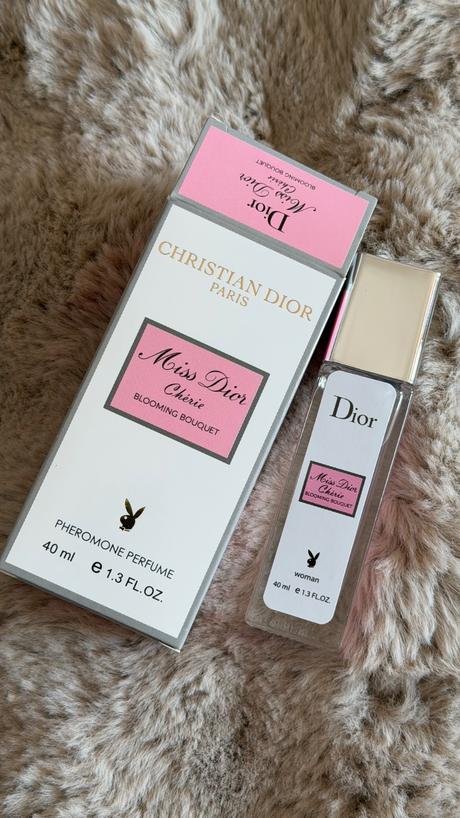 Dior
Miss Dior
Chérie
BLOOMING BOUQUET
CHRISTIAN DIOR
PARIS
Miss Dior
Chérie
BLOOMING BOUQUET
PHEROMONE PERFUME
40 ml e 1.3 FL.OZ.
Dior
Miss Dior
Chérie
BLOOMING BOUQUET
woman
40 ml e 1.3 FL.OZ.